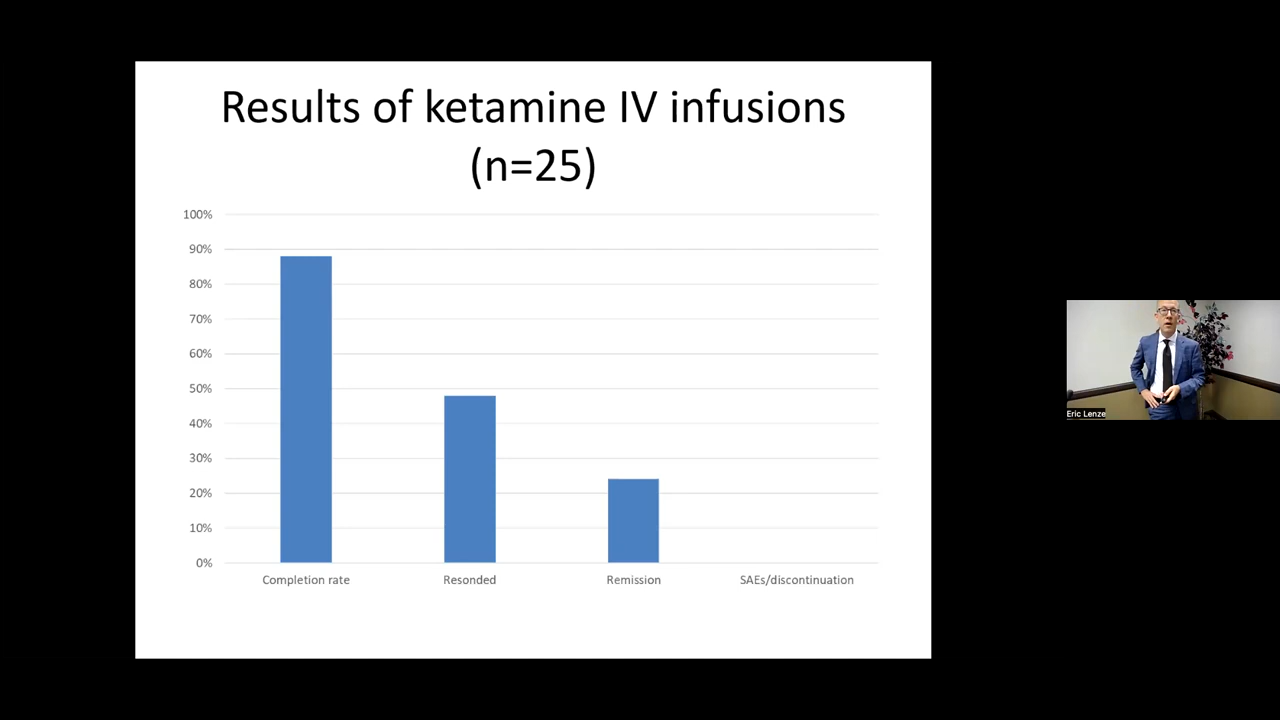 Results of ketamine IV infusions
(n=25)
100%
90%
80%
70%
60%
50%
40%
30%
20%
10%
0%
Completion rate
Resonded
Remission
SAEs/discontinuation
Eric Lenze